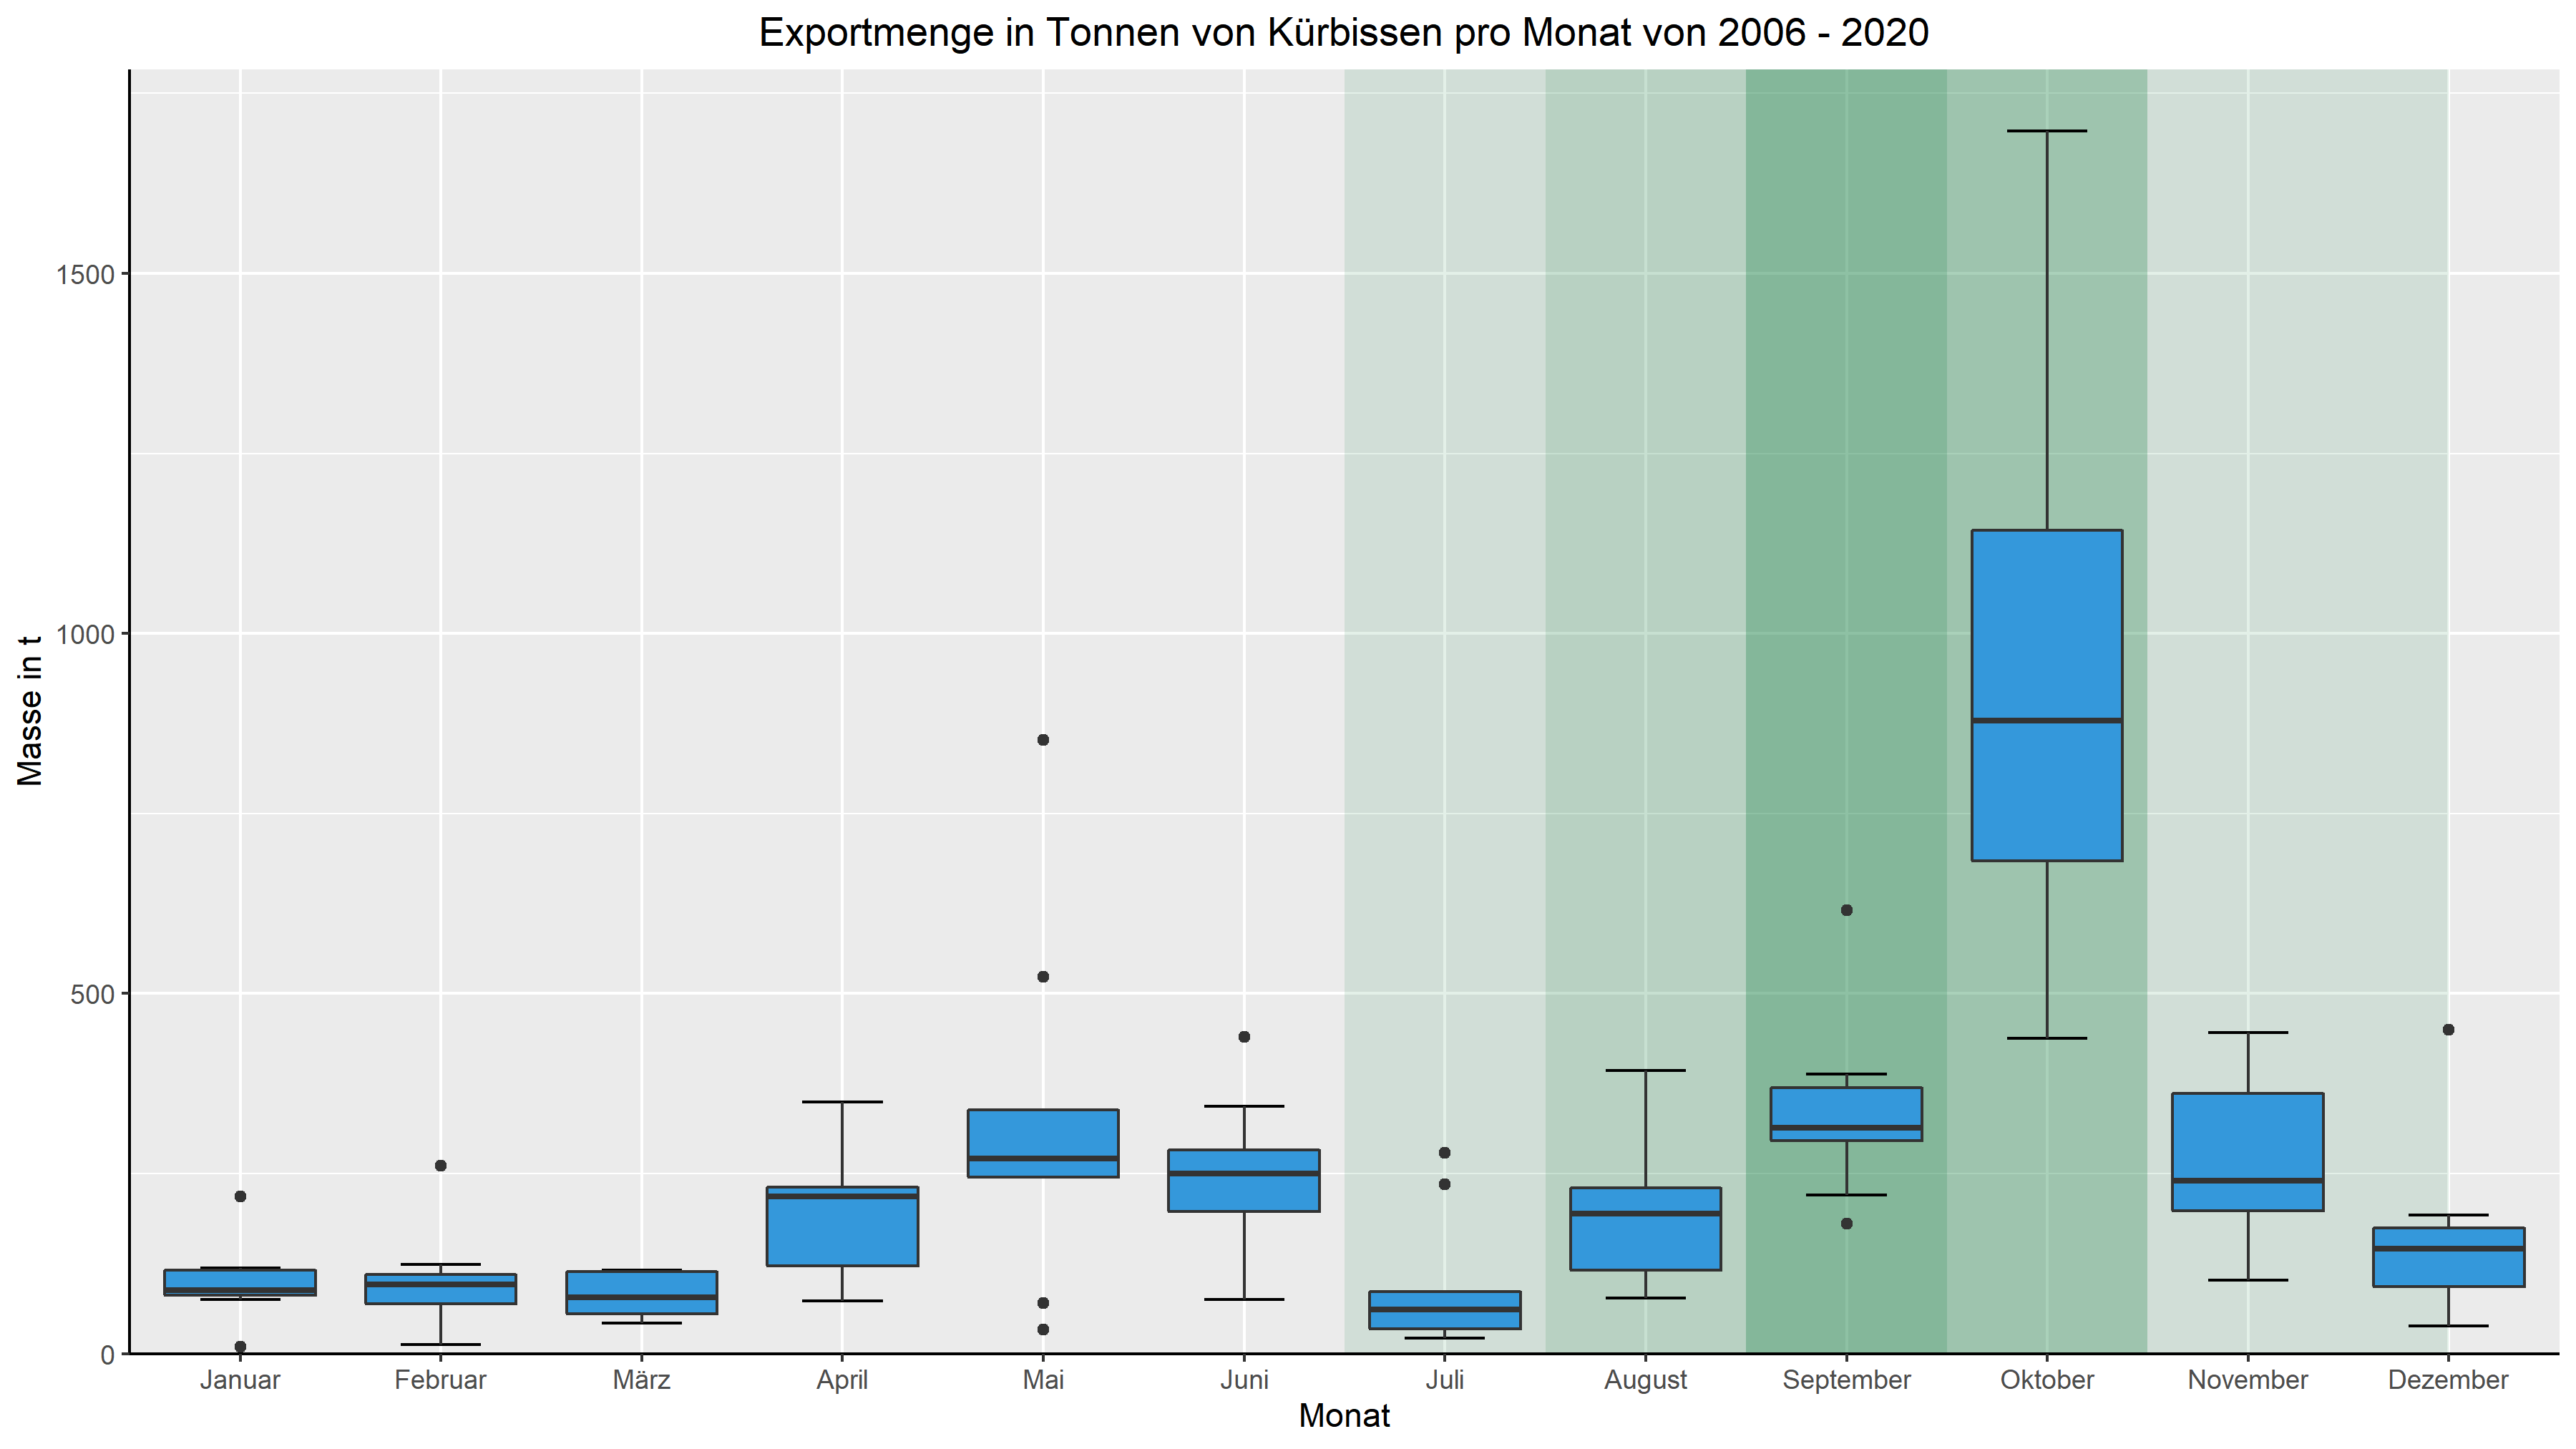 Exportmenge in Tonnen von Kürbissen pro Monat von 2006 - 2020
Masse in t
1500
1000
500
0
Januar Februar März April Mai Juni Juli August September Oktober November Dezember
Monat